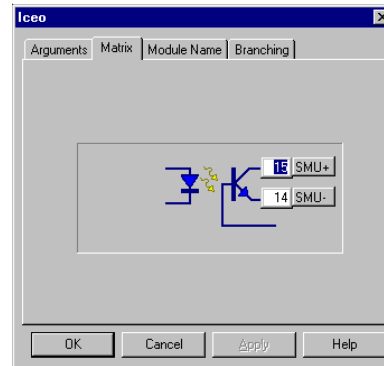 Iceo
Arguments Matrix Module Name Branching
15 SMU+
14 SMU-
OK Cancel Apply Help